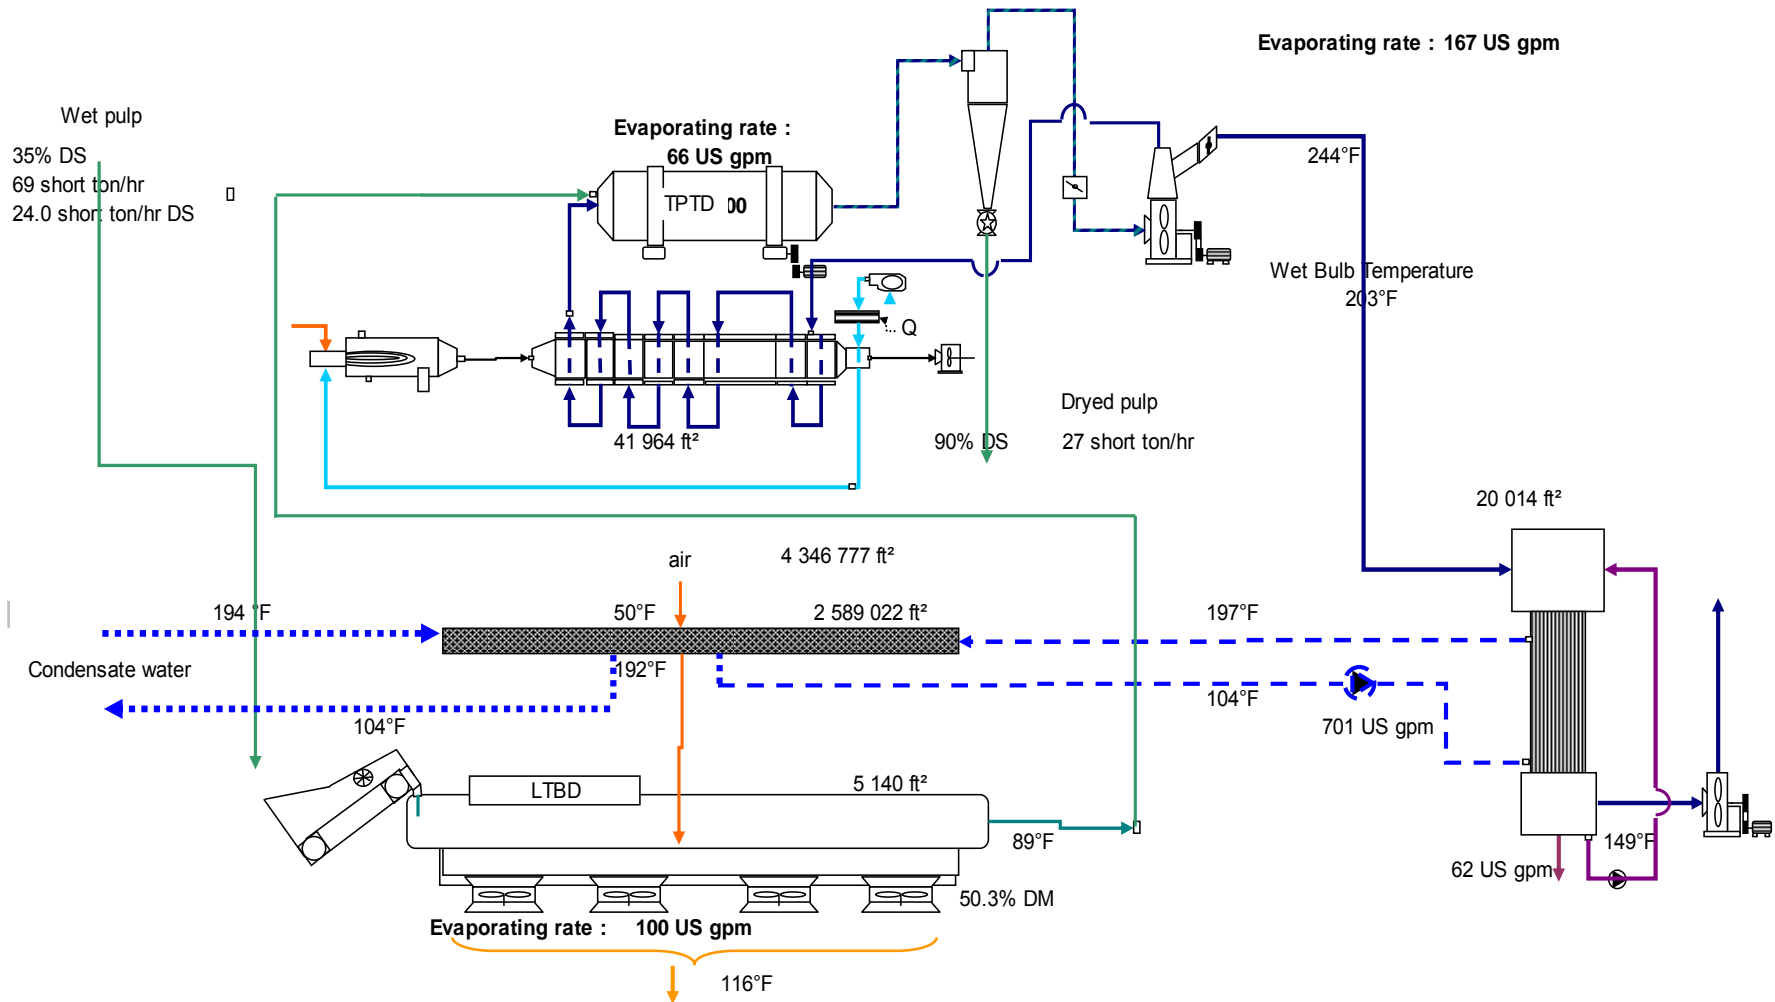 Evaporating rate : 167 US gpm
Wet pulp
35% DS
69 short ton/hr
24.0 short ton/hr DS
Evaporating rate :
66 US gpm
TPTD 00
244°F
Wet Bulb Temperature
203°F
Q
41 964 ft²
90% DS
Dryed pulp
27 short ton/hr
20 014 ft²
air
4 346 777 ft²
194 °F
50°F
2 589 022 ft²
197°F
Condensate water
192°F
104°F
104°F
701 US gpm
LTBD
5 140 ft²
89°F
149°F
62 US gpm
50.3% DM
Evaporating rate : 100 US gpm
116°F